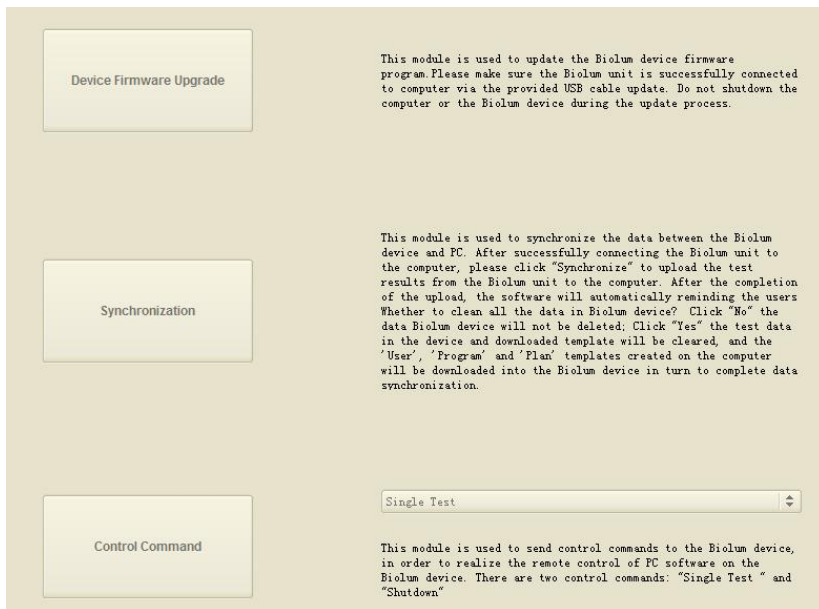 Device Firmware Upgrade
This module is used to update the Biolum device firmware
program.Please make sure the Biolum unit is successfully connected
to computer via the provided USB cable update. Do not shutdown the
computer or the Biolum device during the update process.
Synchronization
This module is used to synchronize the data between the Biolum
device and PC. After successfully connecting the Biolum unit to
the computer, please click "Synchronize" to upload the test
results from the Biolum unit to the computer. After the completion
of the upload, the software will automatically reminding the users
Whether to clean all the data in Biolum device? Click "No" the
data Biolum device will not be deleted; Click "Yes" the test data
in the device and downloaded template will be cleared, and the
'User', 'Program' and 'Plan' templates created on the computer
will be downloaded into the Biolum device in turn to complete data
synchronization.
Control Command
Single Test
This module is used to send control commands to the Biolum device,
in order to realize the remote control of PC software on the
Biolum device. There are two control commands: "Single Test " and
"Shutdown"